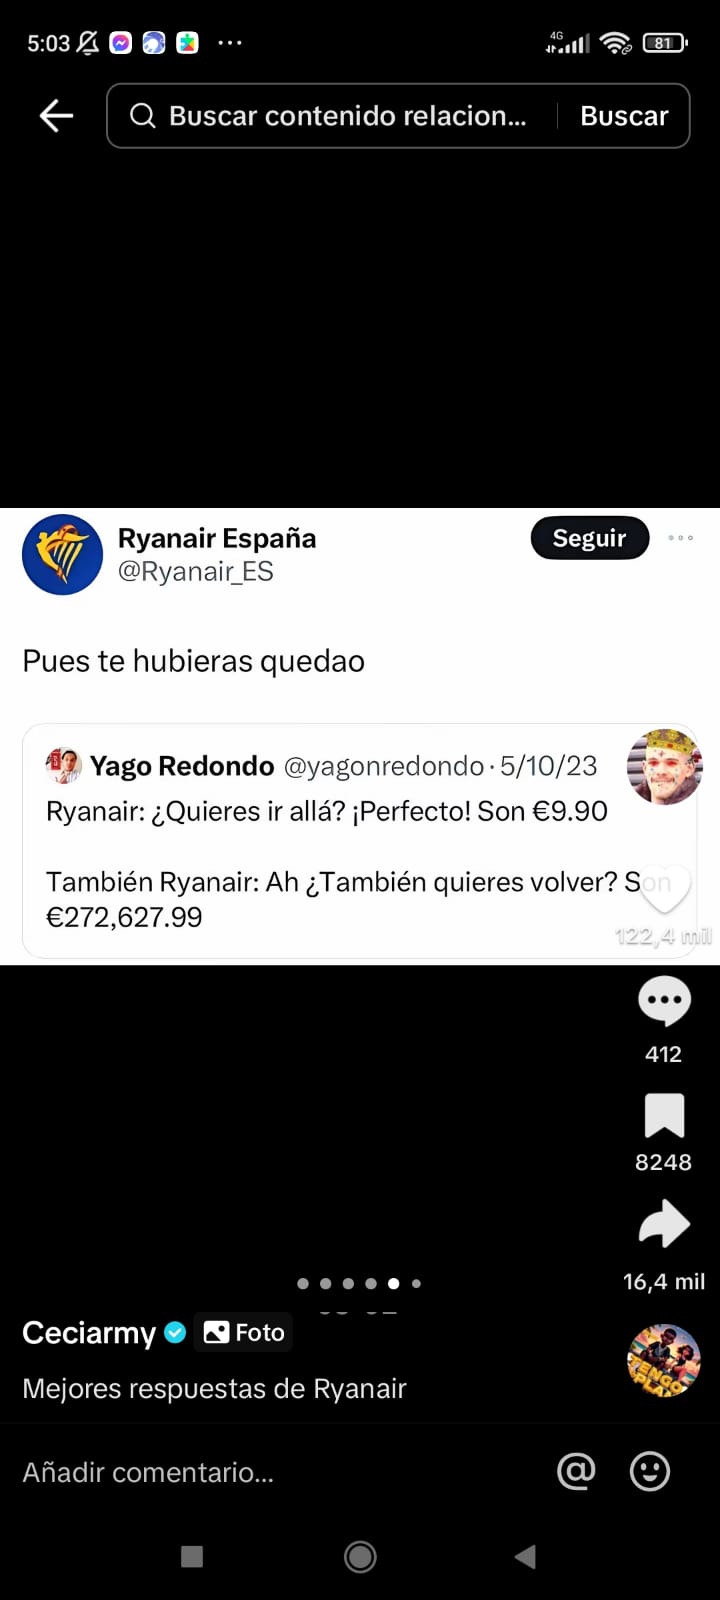 5:03
4G
81
Buscar contenido relacion...
Buscar
Ryanair España
Seguir
@Ryanair_ES
Pues te hubieras quedao
Yago Redondo @yagonredondo · 5/10/23
Ryanair: ¿Quieres ir allá? ¡Perfecto! Son €9.90
También Ryanair: Ah ¿También quieres volver? Son
€272,627.99
122,4 mil
412
8248
16,4 mil
Ceciarmy
Foto
TENGO
PLAN
Mejores respuestas de Ryanair
Añadir comentario...
@